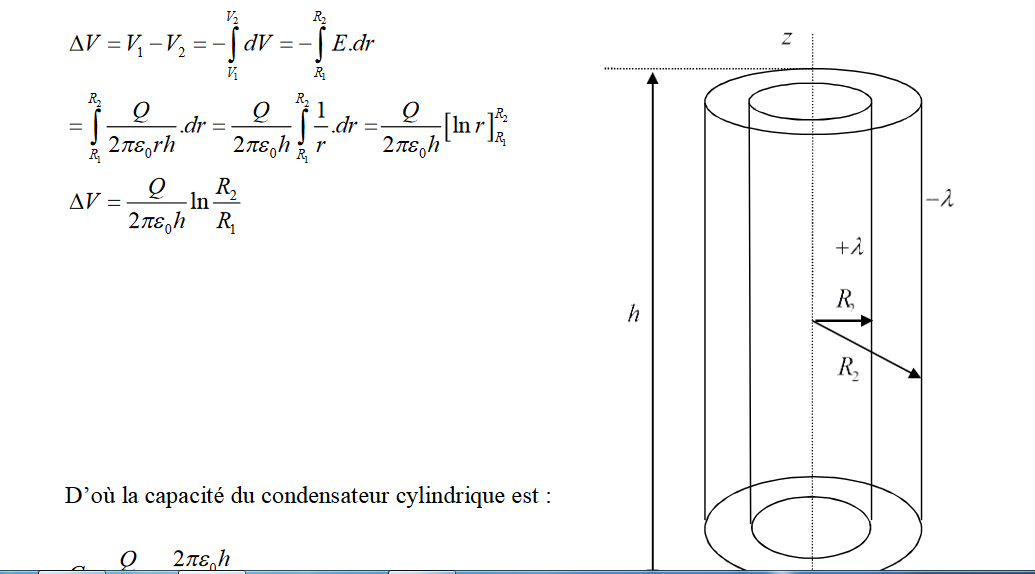 ΔV = V₁ − V₂ = −∫_{V₁}^{V₂} dV = −∫_{R₁}^{R₂} E.dr
= ∫_{R₁}^{R₂} Q/(2πε₀rh) .dr = Q/(2πε₀h) ∫_{R₁}^{R₂} 1/r .dr = Q/(2πε₀h) [ln r]_{R₁}^{R₂}
ΔV = Q/(2πε₀h) ln R₂/R₁
D’où la capacité du condensateur cylindrique est :
Q 2πε₀h
z
−λ
+λ
h
R
R₂